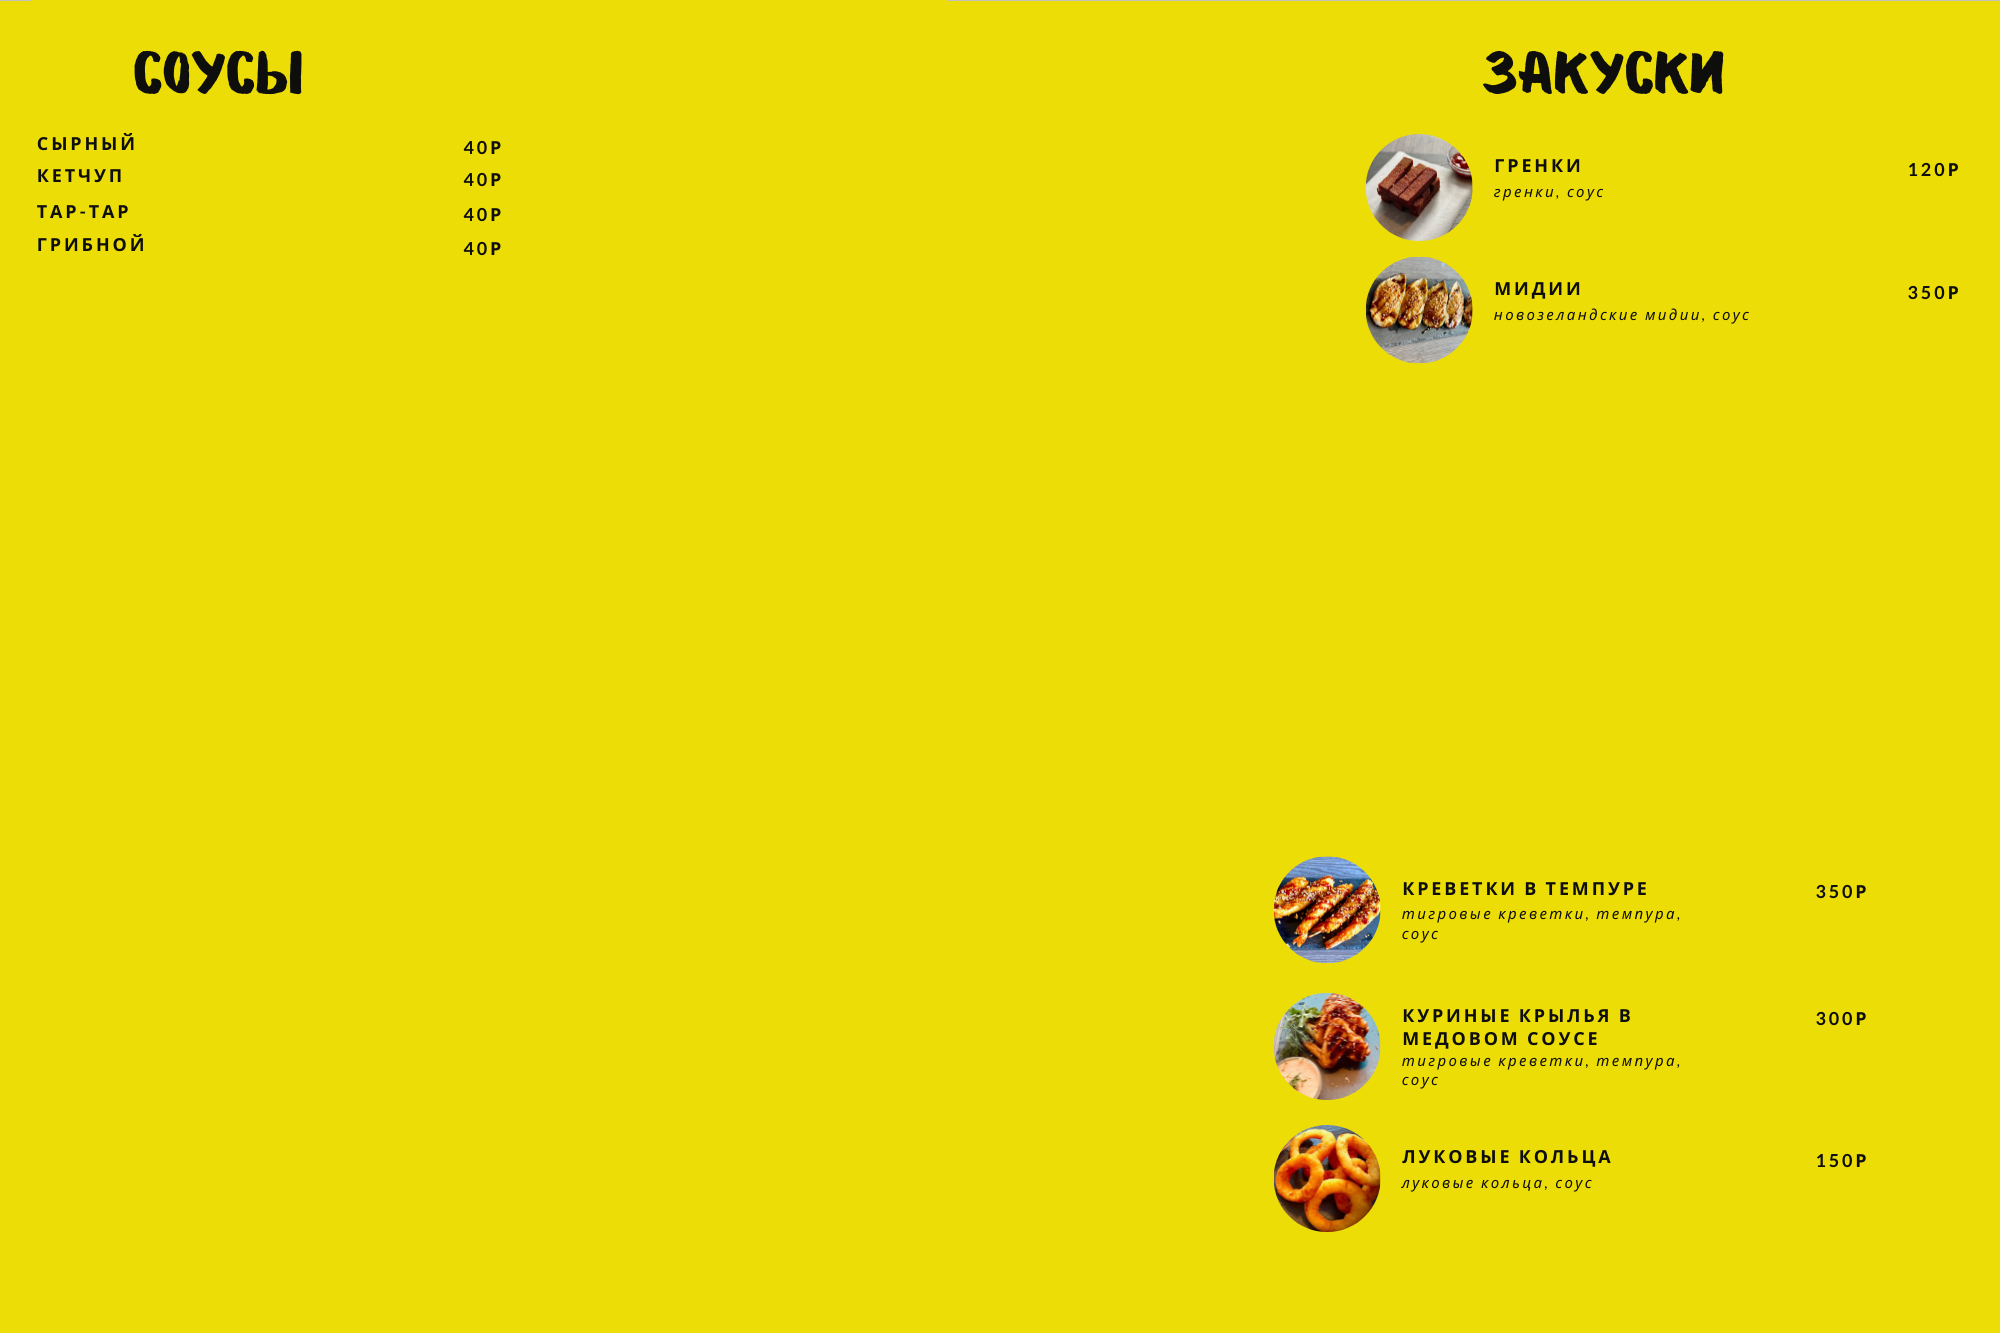 СОУСЫ
СЫРНЫЙ 40Р
КЕТЧУП 40Р
ТАР-ТАР 40Р
ГРИБНОЙ 40Р
ЗАКУСКИ
ГРЕНКИ 120Р
гренки, соус
МИДИИ 350Р
новозеландские мидии, соус
КРЕВЕТКИ В ТЕМПУРЕ 350Р
тигровые креветки, темпура,
соус
КУРИНЫЕ КРЫЛЬЯ В 300Р
МЕДОВОМ СОУСЕ
тигровые креветки, темпура,
соус
ЛУКОВЫЕ КОЛЬЦА 150Р
луковые кольца, соус